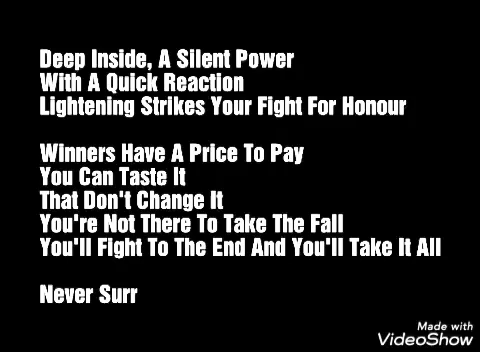 Deep Inside, A Silent Power
With A Quick Reaction
Lightening Strikes Your Fight For Honour
Winners Have A Price To Pay
You Can Taste It
That Don't Change It
You're Not There To Take The Fall
You'll Fight To The End And You'll Take It All
Never Surr
Made with
VideoShow